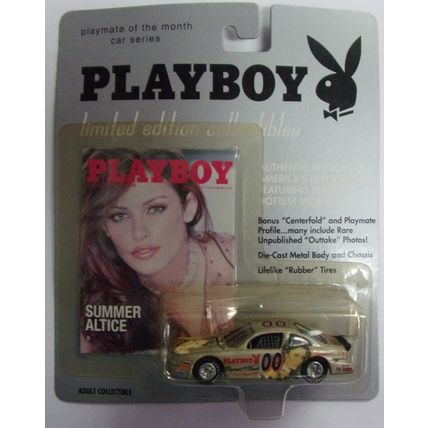 playmate of the month
car series
PLAYBOY
limited edition collectibles
PLAYBOY
SUMMER
ALTICE
AUTHENTIC REPLICAS OF
AMERICA'S
FEATURING
HOTTEST
Bonus "Centerfold" and Playmate
Profile...many include Rare
Unpublished "Outtake" Photos!
Die-Cast Metal Body and Chassis
Lifelike "Rubber" Tires
PLAYBOY
00
ADULT COLLECTIBLE